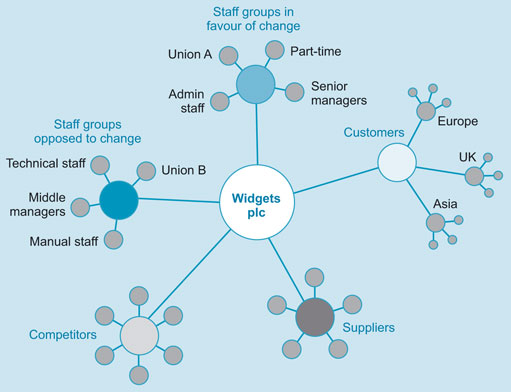 Staff groups in
favour of change
Union A
Part-time
Admin
staff
Senior
managers
Staff groups
opposed to change
Technical staff
Union B
Middle
managers
Manual staff
Customers
Europe
UK
Asia
Widgets
plc
Competitors
Suppliers